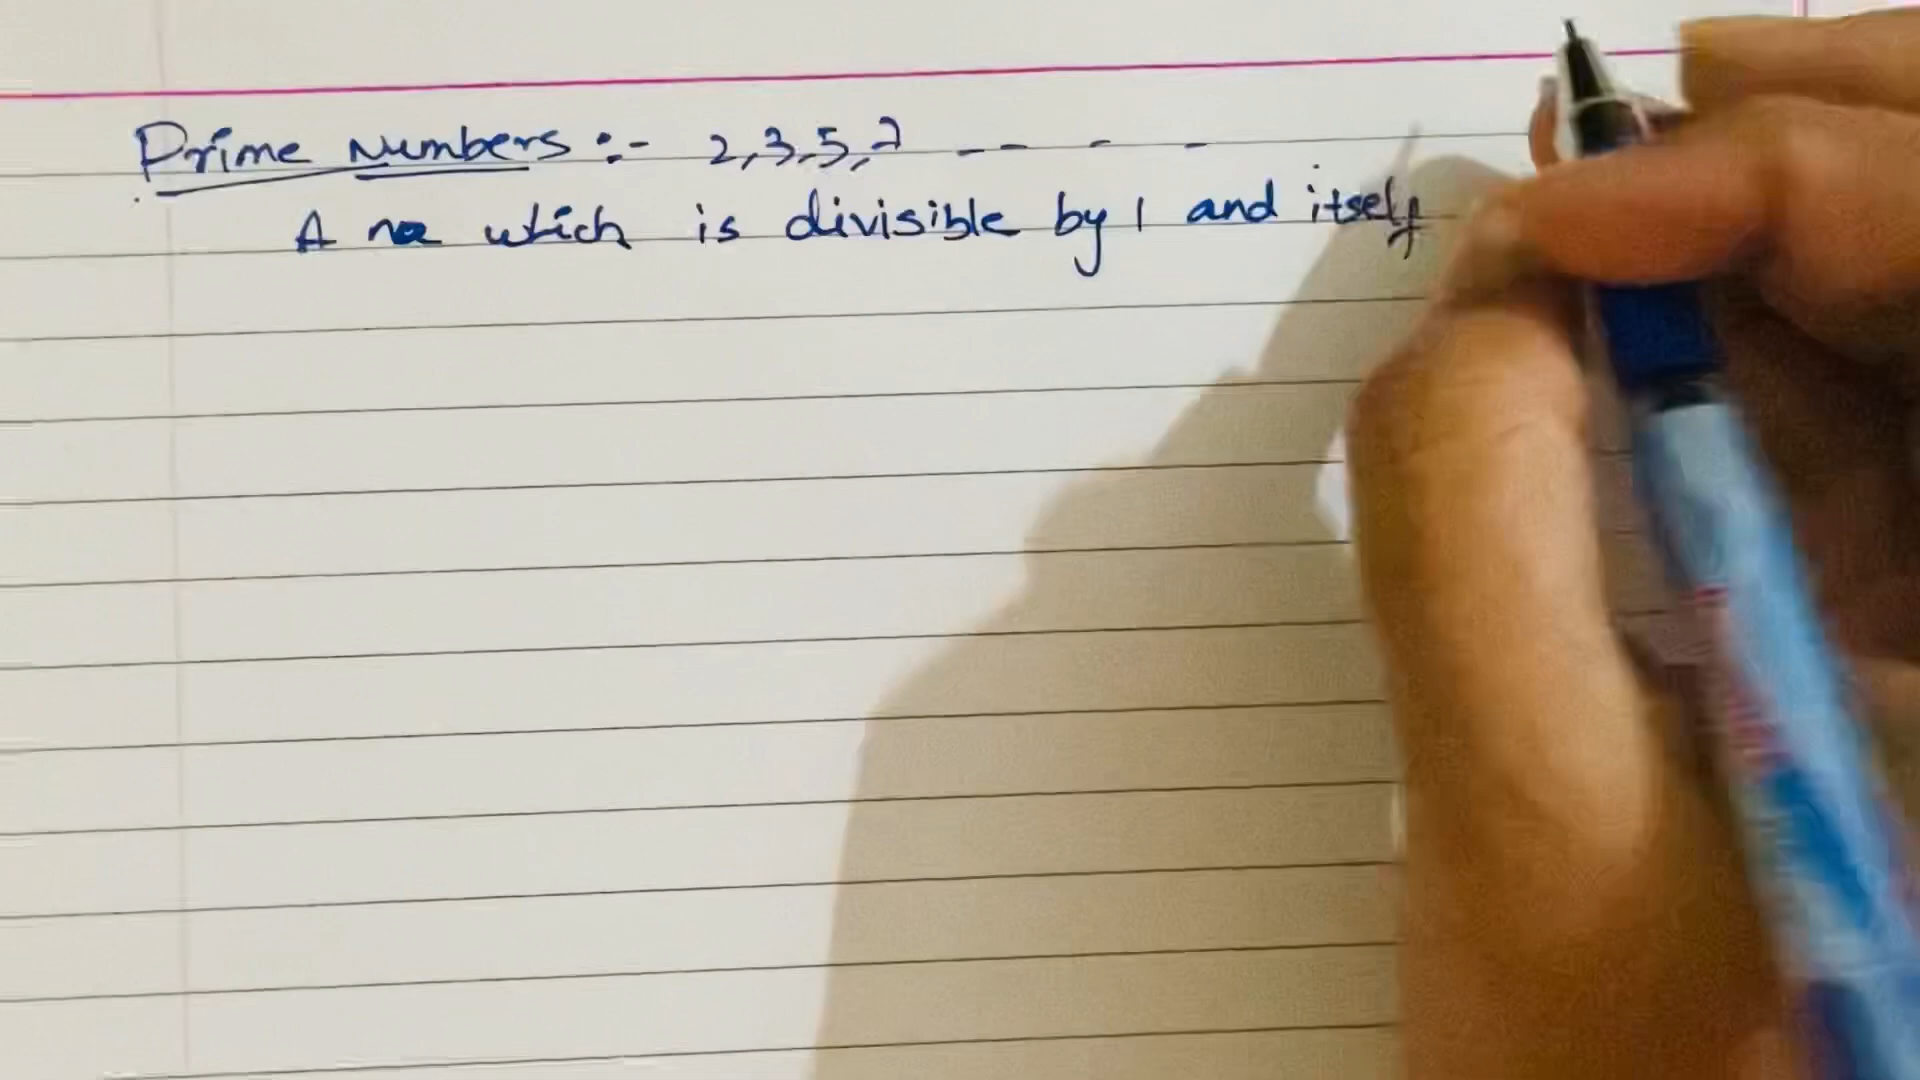 Prime Numbers :- 2,3,5,7 -- - -
A no which is divisible by 1 and itself